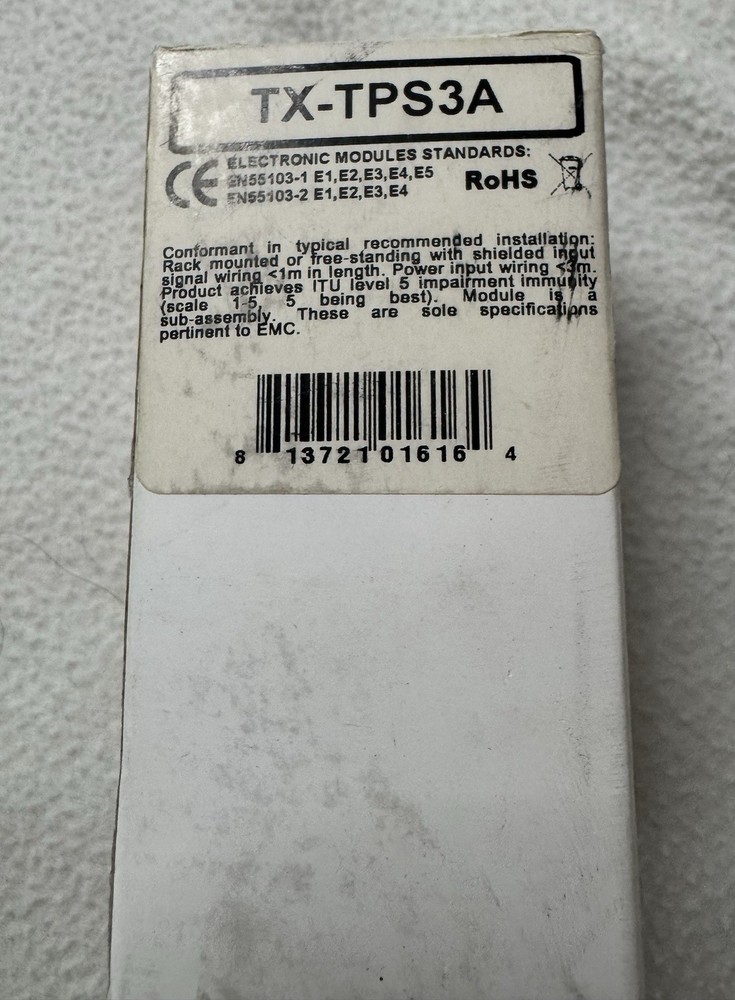 TX-TPS3A
CE ELECTRONIC MODULES STANDARDS:
EN55103-1 E1,E2,E3,E4,E5
EN55103-2 E1,E2,E3,E4
RoHS
Conformant in typical recommended installation:
Rack mounted or free-standing with shielded input
signal wiring <1m in length. Power input wiring <3m.
Product achieves ITU level 5 impairment immunity
(scale 1-5, 5 being best). Module is a
sub-assembly. These are sole specifications
pertinent to EMC.
8 13721 01616 4